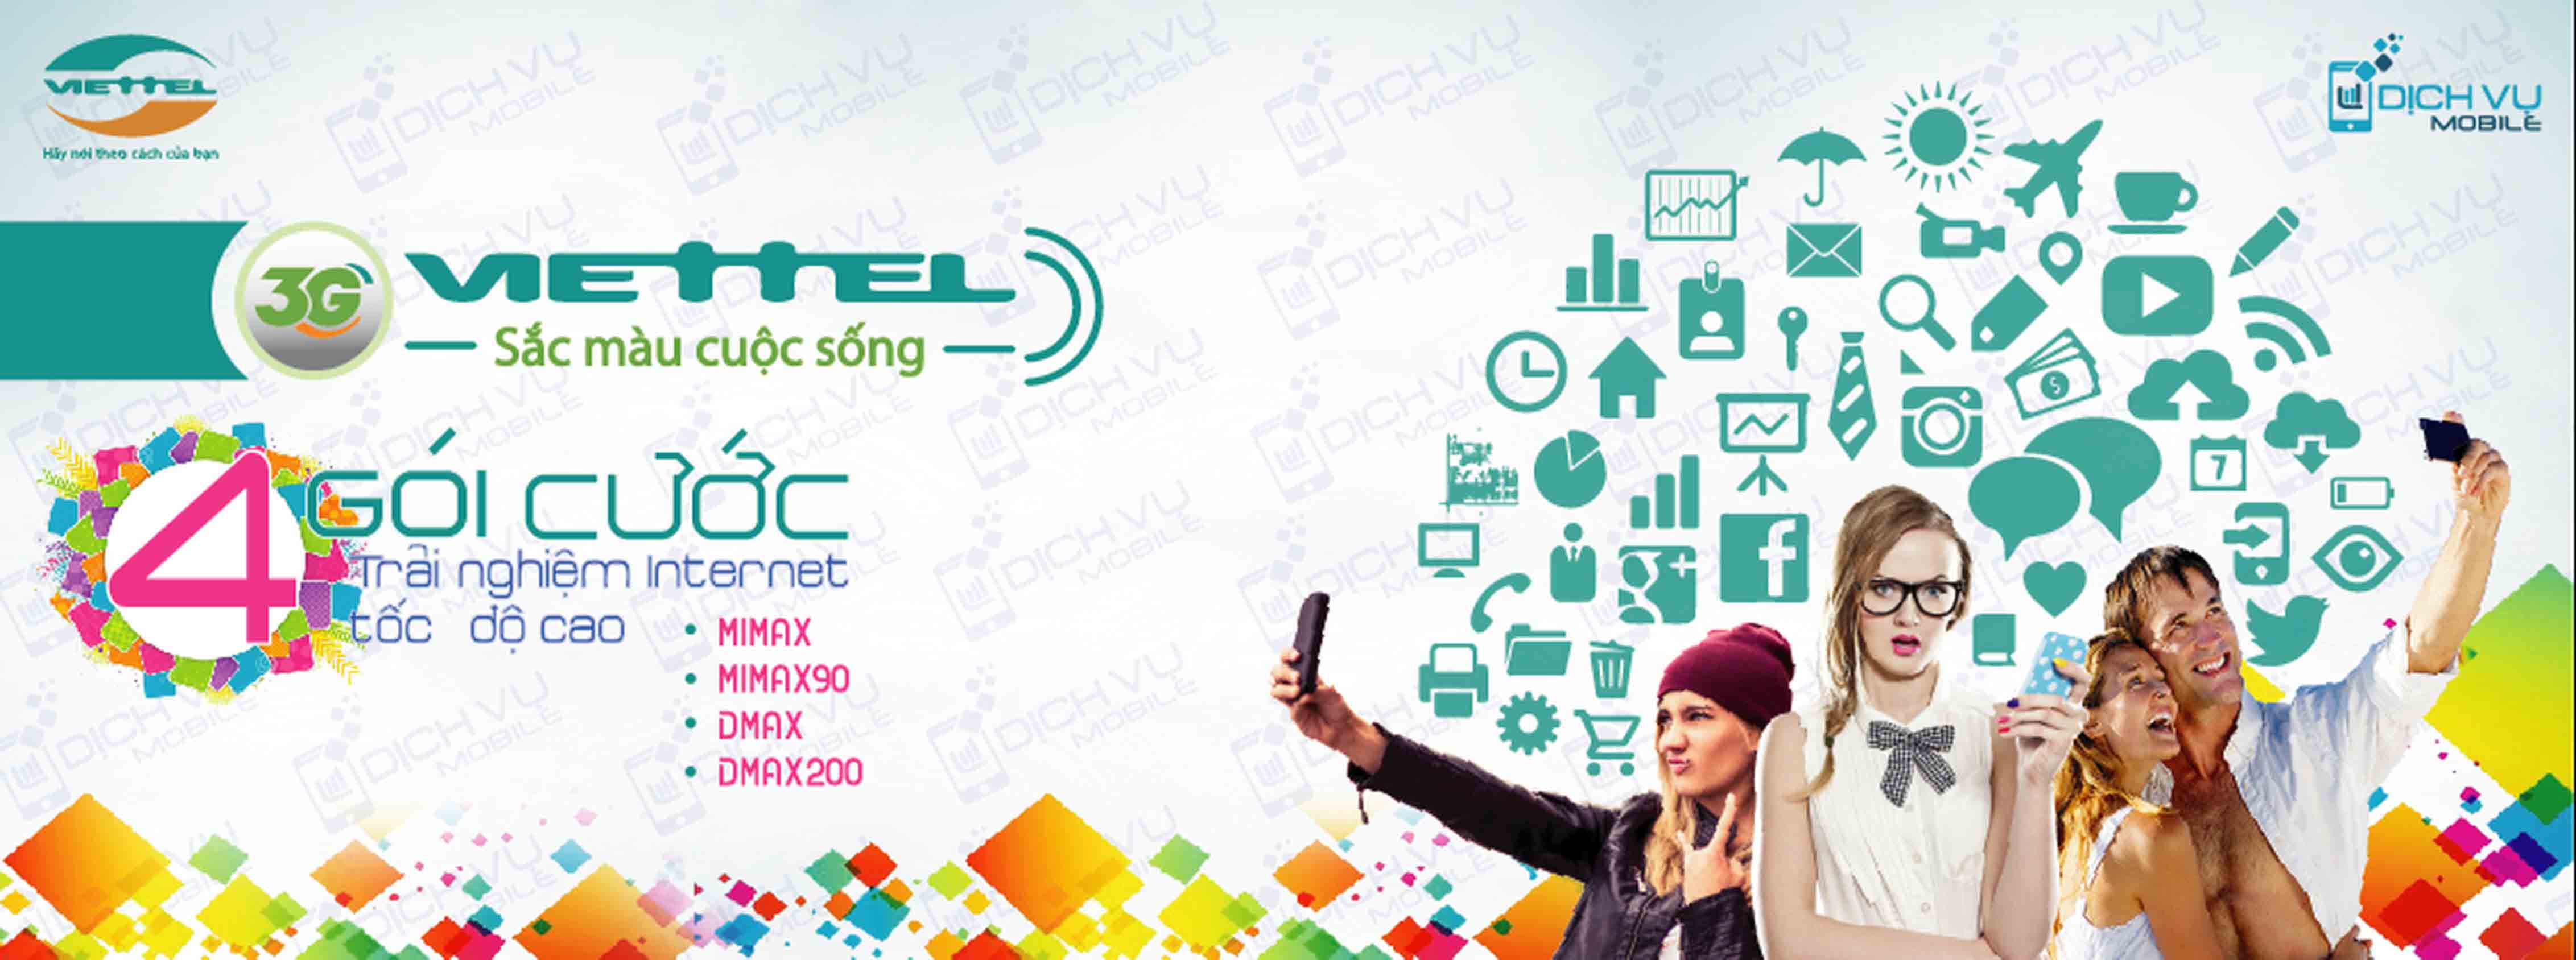 VIETTEL
Hãy nói theo cách của bạn
DỊCH VỤ
MOBILE
3G VIETTEL
Sắc màu cuộc sống
4 GÓI CƯỚC
Trải nghiệm Internet
tốc độ cao
• MIMAX
• MIMAX90
• DMAX
• DMAX200
7
f